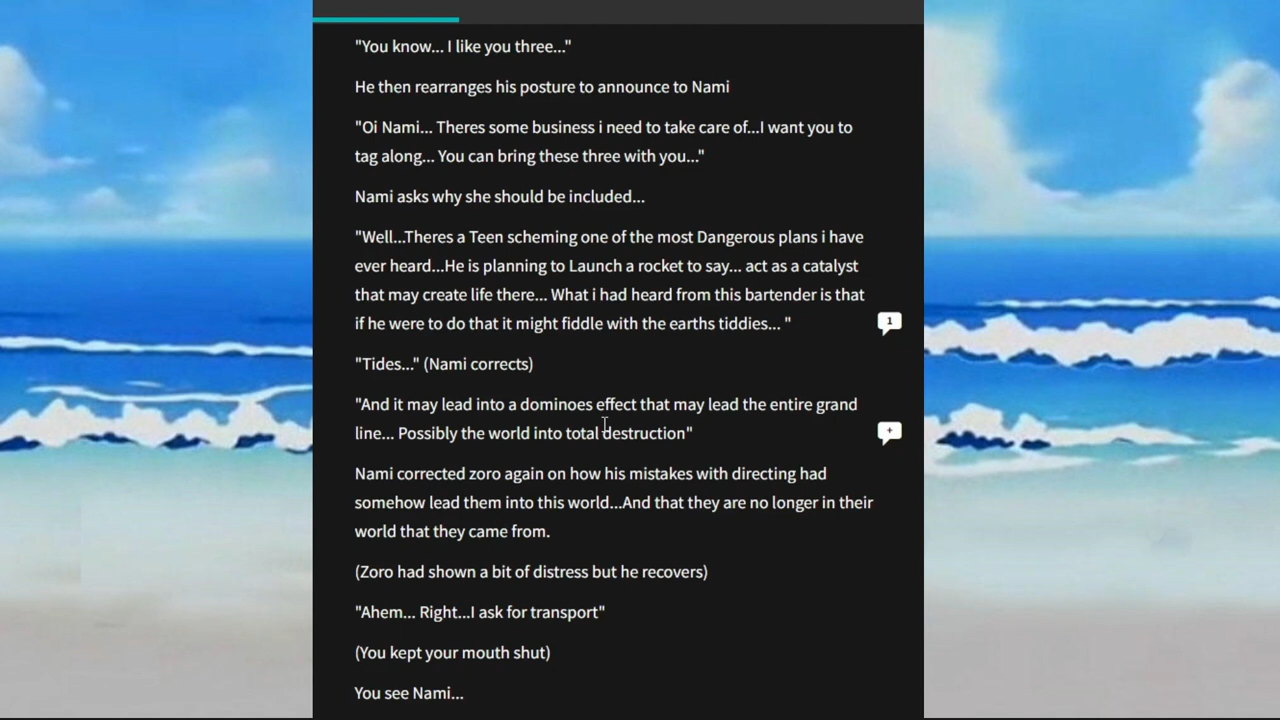 "You know... I like you three..."
He then rearranges his posture to announce to Nami
"Oi Nami... Theres some business i need to take care of...I want you to
tag along... You can bring these three with you..."
Nami asks why she should be included...
"Well...Theres a Teen scheming one of the most Dangerous plans i have
ever heard...He is planning to Launch a rocket to say... act as a catalyst
that may create life there... What i had heard from this bartender is that
if he were to do that it might fiddle with the earths tiddies... "
1
"Tides..." (Nami corrects)
"And it may lead into a dominoes effect that may lead the entire grand
line... Possibly the world into total destruction"
+
Nami corrected zoro again on how his mistakes with directing had
somehow lead them into this world...And that they are no longer in their
world that they came from.
(Zoro had shown a bit of distress but he recovers)
"Ahem... Right...I ask for transport"
(You kept your mouth shut)
You see Nami...